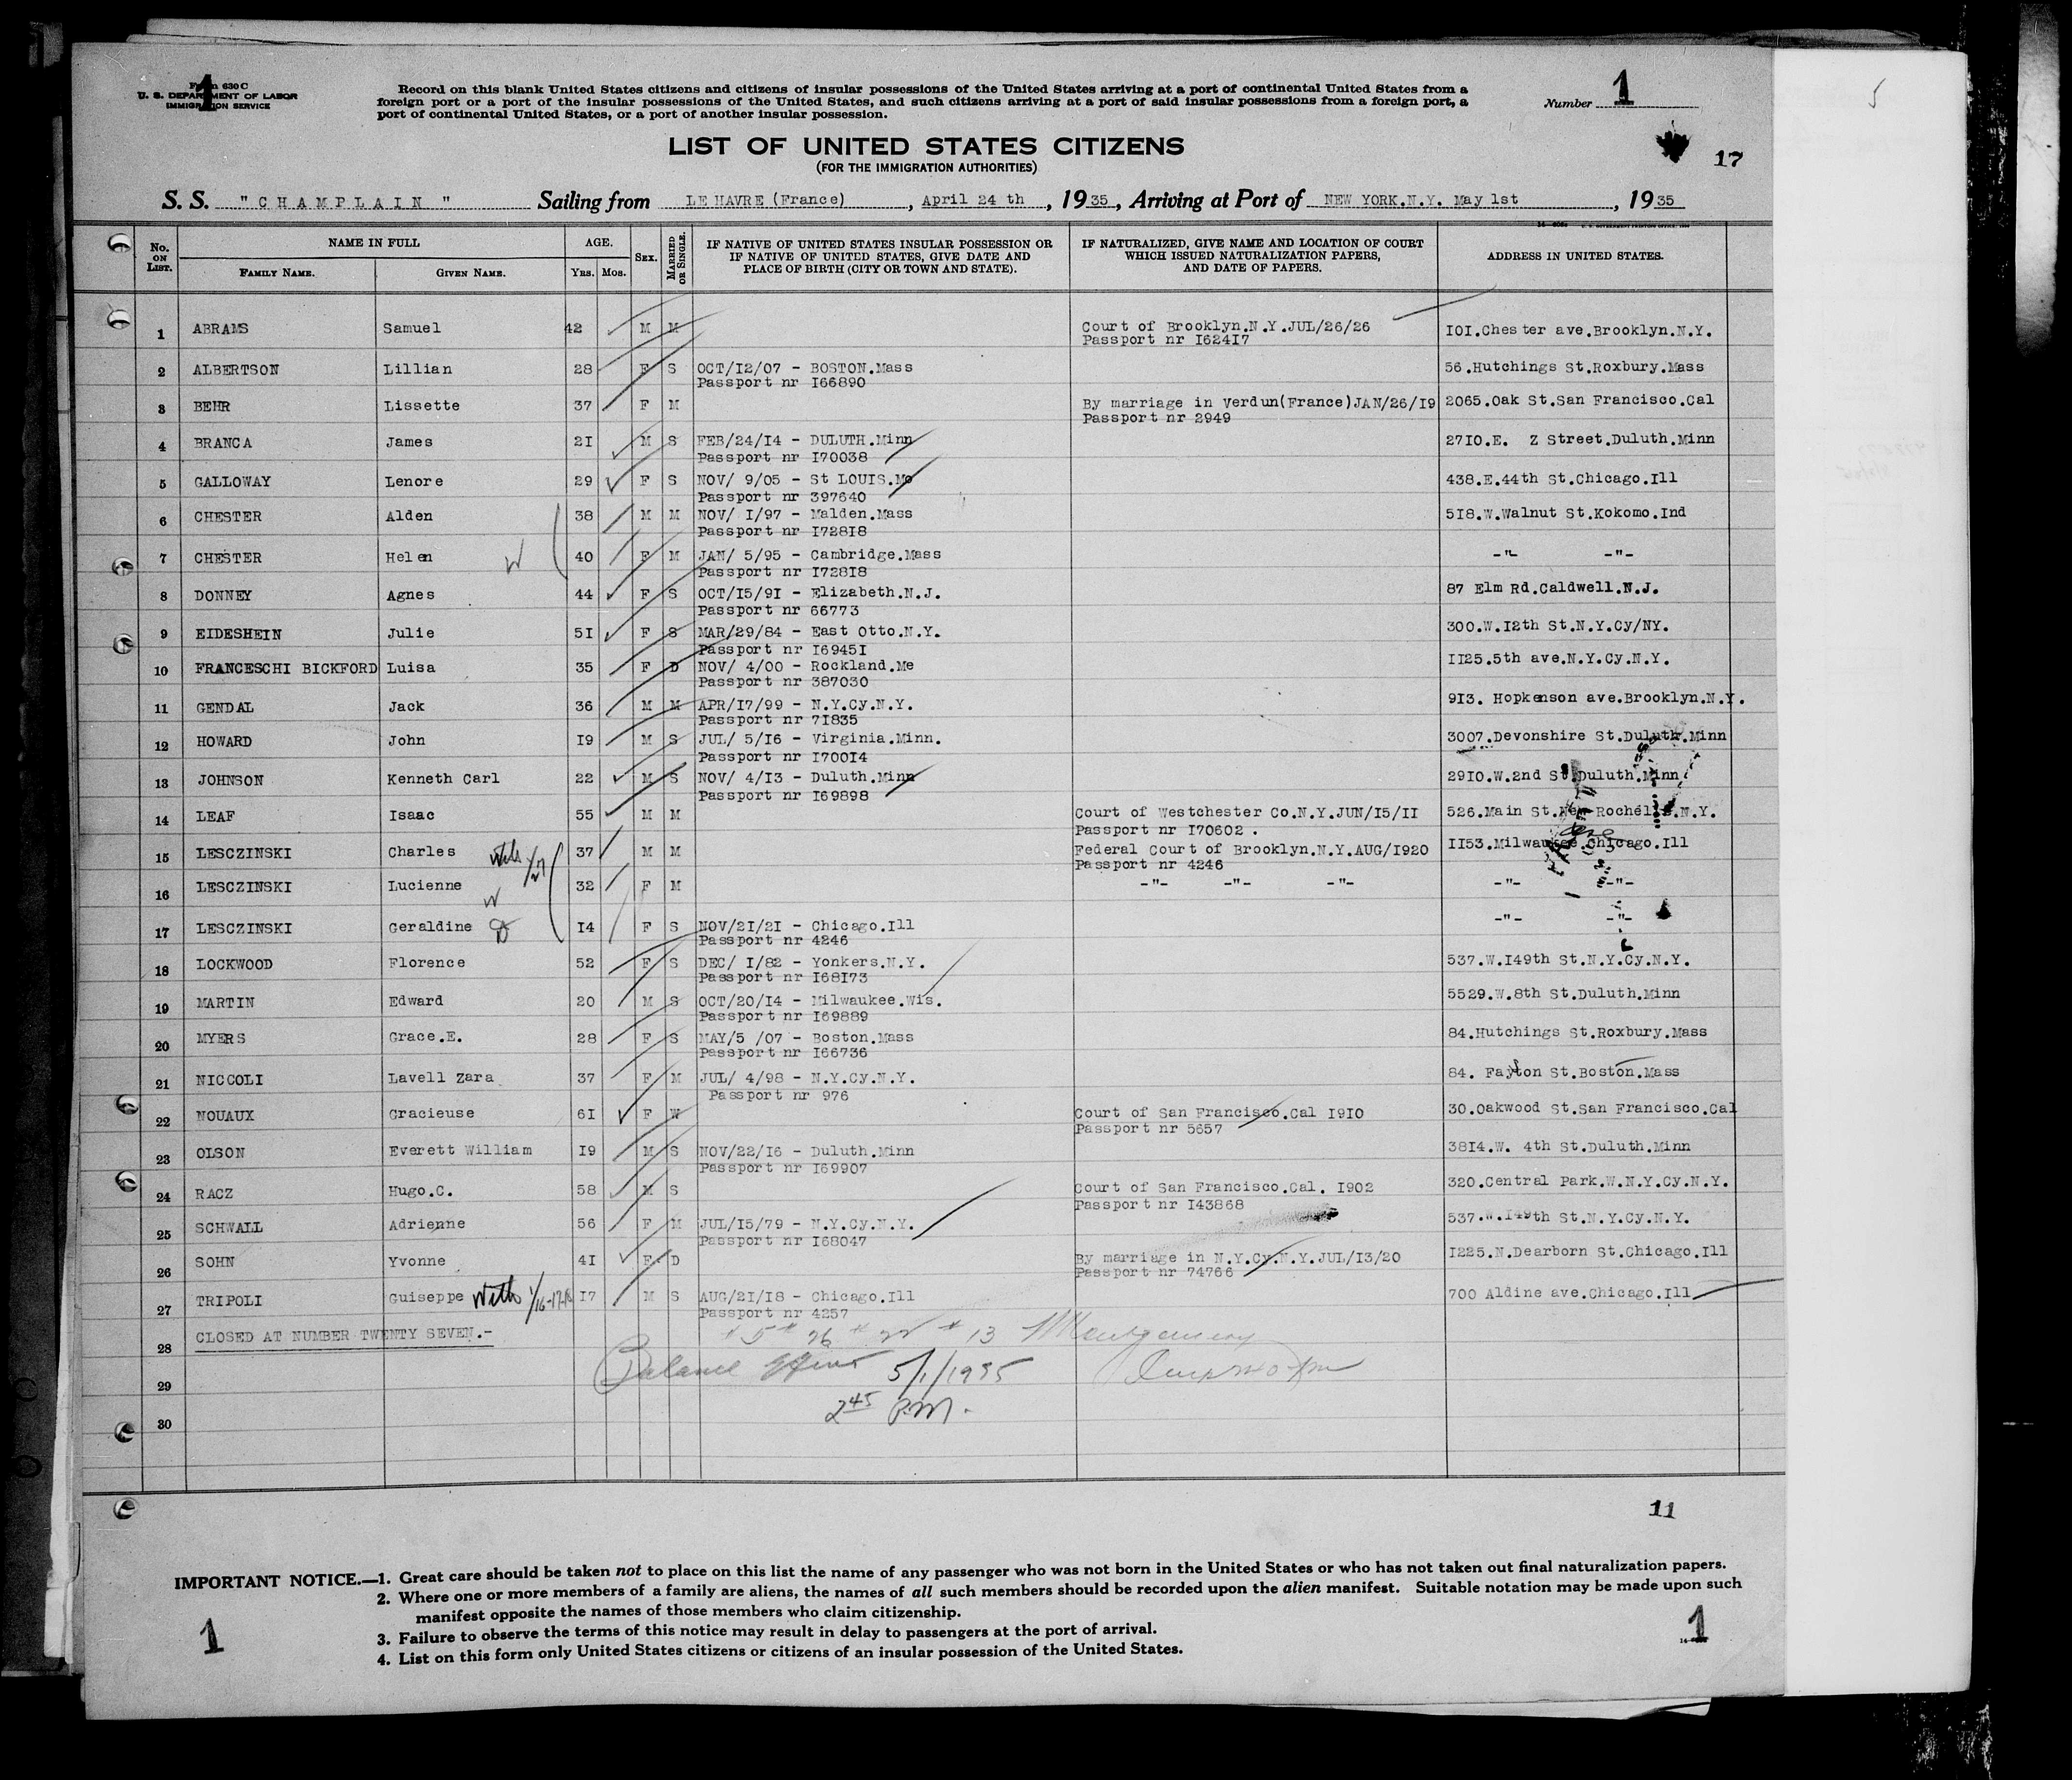 Form 630 C
U. S. DEPARTMENT OF LABOR
IMMIGRATION SERVICE
1
Record on this blank United States citizens and citizens of insular possessions of the United States arriving at a port of continental United States from a
foreign port or a port of the insular possessions of the United States, and such citizens arriving at a port of said insular possessions from a foreign port, a
port of continental United States, or a port of another insular possession.
Number 1
5
LIST OF UNITED STATES CITIZENS
(FOR THE IMMIGRATION AUTHORITIES)
17
S. S. "CHAMPLAIN" Sailing from LE HAVRE (France), April 24 th, 1935, Arriving at Port of NEW YORK.N.Y. May 1st, 1935
No. ON LIST. NAME IN FULL FAMILY NAME. GIVEN NAME. AGE. Yrs. Mos. SEX. MARRIED OR SINGLE. IF NATIVE OF UNITED STATES INSULAR POSSESSION OR IF NATIVE OF UNITED STATES, GIVE DATE AND PLACE OF BIRTH (CITY OR TOWN AND STATE). IF NATURALIZED, GIVE NAME AND LOCATION OF COURT WHICH ISSUED NATURALIZATION PAPERS, AND DATE OF PAPERS. ADDRESS IN UNITED STATES.
1 ABRAMS Samuel 42 M M Court of Brooklyn.N.Y.JUL/26/26 I0I.Chester ave.Brooklyn.N.Y.
Passport nr I624I7
2 ALBERTSON Lillian 28 F S OCT/I2/07 - BOSTON.Mass 56.Hutchings St.Roxbury.Mass
Passport nr I66890
3 BEHR Lissette 37 F M By marriage in Verdun(France)JAN/26/I9 2065.Oak St.San Francisco.Cal
Passport nr 2949
4 BRANCA James 2I M S FEB/24/I4 - DULUTH.Minn 27I0.E. Z Street.Duluth.Minn
Passport nr I70038
5 GALLOWAY Lenore 29 F S NOV/ 9/05 - St LOUIS.Mo 438.E.44th St.Chicago.Ill
Passport nr 397640
6 CHESTER Alden 38 M M NOV/ I/97 - Malden.Mass 5I8.W.Walnut St.Kokomo.Ind
Passport nr I728I8
7 CHESTER Helen W 40 F M JAN/ 5/95 - Cambridge.Mass -"- -"-
Passport nr I728I8
8 DONNEY Agnes 44 F S OCT/I5/9I - Elizabeth.N.J. 87 Elm Rd.Caldwell.N.J.
Passport nr 66773
9 EIDESHEIN Julie 5I F S MAR/29/84 - East Otto.N.Y. 300.W.I2th St.N.Y.Cy/NY.
Passport nr I6945I
10 FRANCESCHI BICKFORD Luisa 35 F D NOV/ 4/00 - Rockland.Me II25.5th ave.N.Y.Cy.N.Y.
Passport nr 387030
11 GENDAL Jack 36 M M APR/I7/99 - N.Y.Cy.N.Y. 9I3. Hopkenson ave.Brooklyn.N.Y.
Passport nr 7I835
12 HOWARD John I9 M S JUL/ 5/I6 - Virginia.Minn. 3007.Devonshire St.Duluth.Minn
Passport nr I700I4
13 JOHNSON Kenneth Carl 22 M S NOV/ 4/I3 - Duluth.Minn 29I0.W.2nd St.Duluth.Minn
Passport nr I69898
14 LEAF Isaac 55 M M Court of Westchester Co.N.Y.JUN/I5/II 526.Main St.New Rochelle.N.Y.
Passport nr I70602 .
15 LESCZINSKI Charles With 1/27 37 M M Federal Court of Brooklyn.N.Y.AUG/I920 II53.Milwaukee.Chicago.Ill
Passport nr 4246
16 LESCZINSKI Lucienne W 32 F M -"- -"- -"- -"- -"-
17 LESCZINSKI Geraldine D I4 F S NOV/2I/2I - Chicago.Ill -"- -"-
Passport nr 4246
18 LOCKWOOD Florence 52 F S DEC/ I/82 - Yonkers.N.Y. 537.W.I49th St.N.Y.Cy.N.Y.
Passport nr I68I73
19 MARTIN Edward 20 M S OCT/20/I4 - Milwaukee.Wis. 5529.W.8th St.Duluth.Minn
Passport nr I69889
20 MYERS Grace.E. 28 F S MAY/5 /07 - Boston.Mass 84.Hutchings St.Roxbury.Mass
Passport nr I66736
21 NICCOLI Lavell Zara 37 F M JUL/ 4/98 - N.Y.Cy.N.Y. 84. Fayton St.Boston.Mass
Passport nr 976
22 NOUAUX Gracieuse 6I F W Court of San Francisco.Cal I9I0 30.Oakwood St.San Francisco.Cal
Passport nr 5657
23 OLSON Everett William I9 M S NOV/22/I6 - Duluth.Minn 38I4.W. 4th St.Duluth.Minn
Passport nr I69907
24 RACZ Hugo.C. 58 M S Court of San Francisco.Cal. I902 320.Central Park.W.N.Y.Cy.N.Y.
Passport nr I43868
25 SCHWALL Adrienne 56 F M JUL/I5/79 - N.Y.Cy.N.Y. 537.W.I49th St.N.Y.Cy.N.Y.
Passport nr I68047
26 SOHN Yvonne 4I F D By marriage in N.Y.Cy.N.Y.JUL/I3/20 I225.N.Dearborn St.Chicago.Ill
Passport nr 74766
27 TRIPOLI Guiseppe With 1/16-17-18 I7 M S AUG/2I/I8 - Chicago.Ill 700 Aldine ave.Chicago.Ill
Passport nr 4257
28 CLOSED AT NUMBER TWENTY SEVEN.- #5 #26 #22 #13 Montgomery
29 Balance 5/1/1935
30 2 45 P.M.
11
IMPORTANT NOTICE.—1. Great care should be taken not to place on this list the name of any passenger who was not born in the United States or who has not taken out final naturalization papers.
2. Where one or more members of a family are aliens, the names of all such members should be recorded upon the alien manifest. Suitable notation may be made upon such
manifest opposite the names of those members who claim citizenship.
3. Failure to observe the terms of this notice may result in delay to passengers at the port of arrival.
4. List on this form only United States citizens or citizens of an insular possession of the United States.
1
1